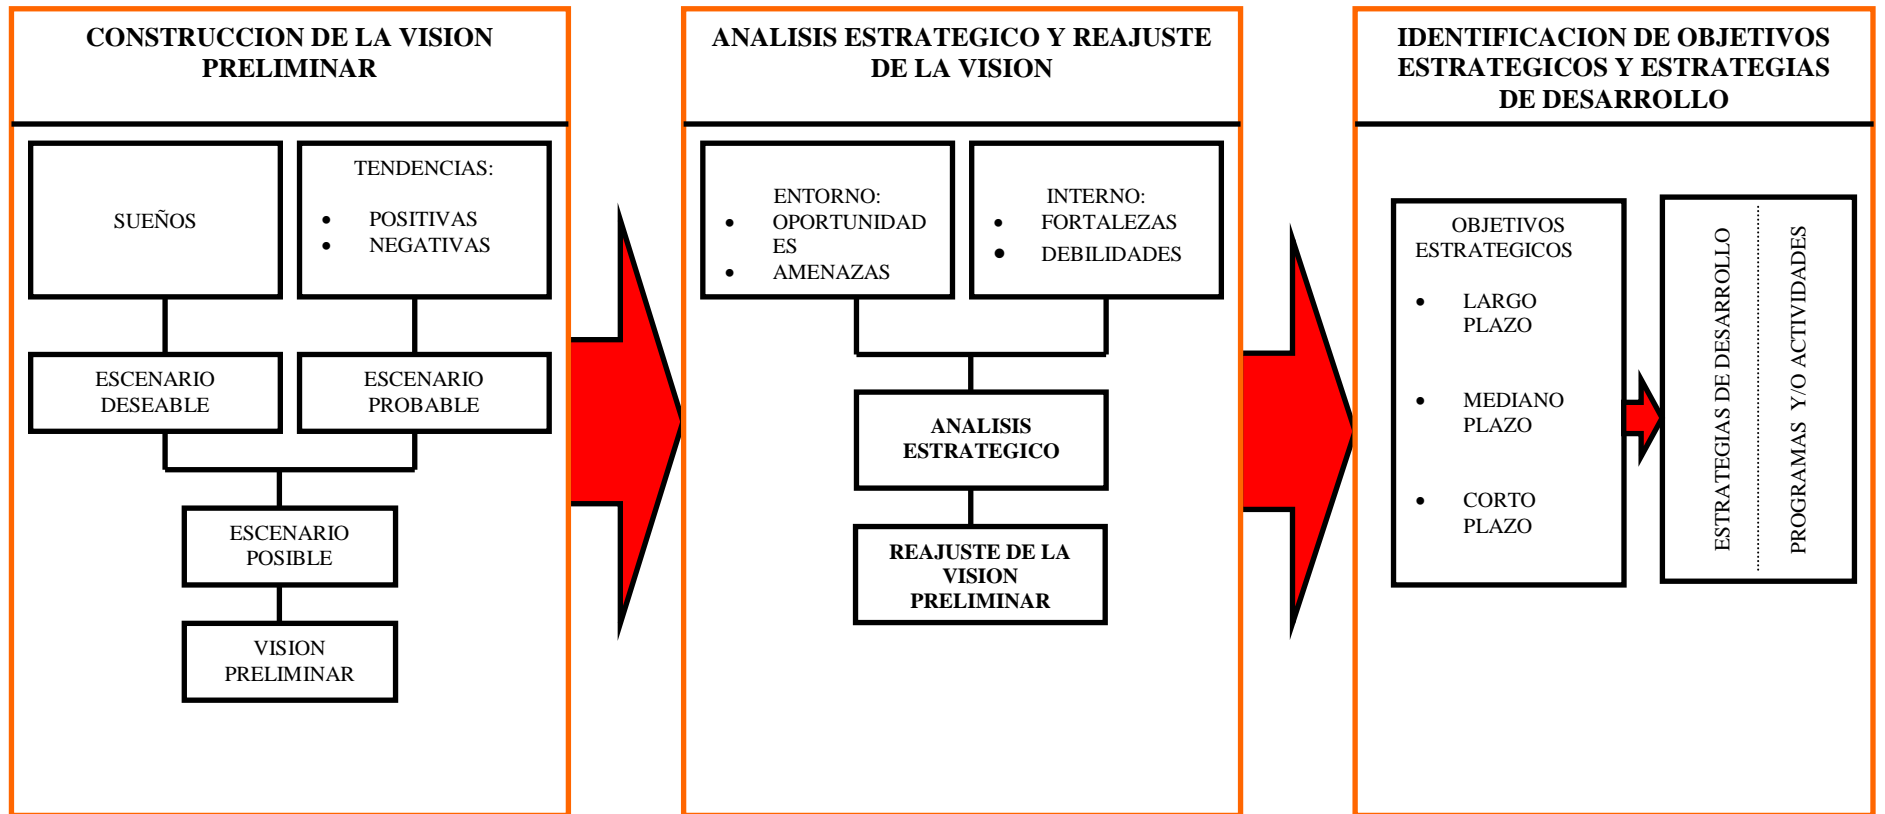 CONSTRUCCION DE LA VISION
PRELIMINAR
SUEÑOS
TENDENCIAS:
• POSITIVAS
• NEGATIVAS
ESCENARIO
DESEABLE
ESCENARIO
PROBABLE
ESCENARIO
POSIBLE
VISION
PRELIMINAR
ANALISIS ESTRATEGICO Y REAJUSTE
DE LA VISION
ENTORNO:
• OPORTUNIDAD
ES
• AMENAZAS
INTERNO:
• FORTALEZAS
• DEBILIDADES
ANALISIS
ESTRATEGICO
REAJUSTE DE LA
VISION
PRELIMINAR
IDENTIFICACION DE OBJETIVOS
ESTRATEGICOS Y ESTRATEGIAS
DE DESARROLLO
OBJETIVOS
ESTRATEGICOS
• LARGO
PLAZO
• MEDIANO
PLAZO
• CORTO
PLAZO
ESTRATEGIAS DE DESARROLLO
PROGRAMAS Y/O ACTIVIDADES